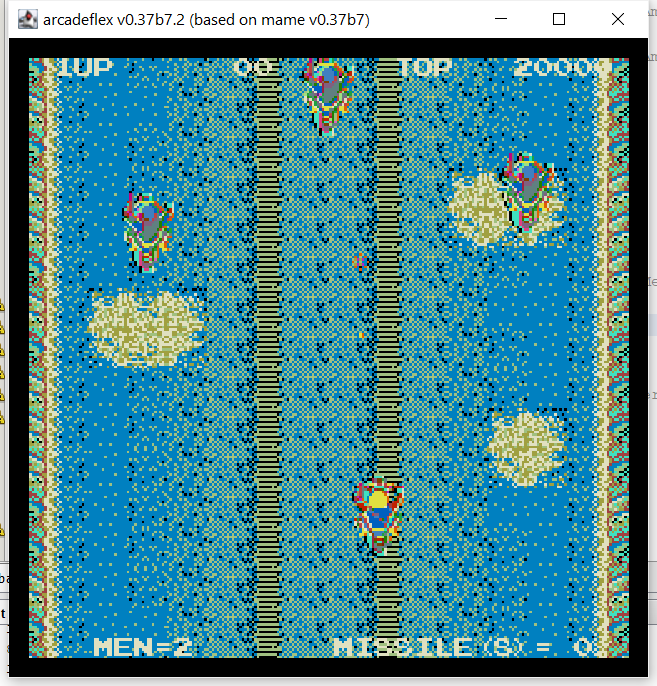 arcadeflex v0.37b7.2 (based on mame v0.37b7)
1UP 00 TOP 20000
MEN=2 MISSILE(S) = 0